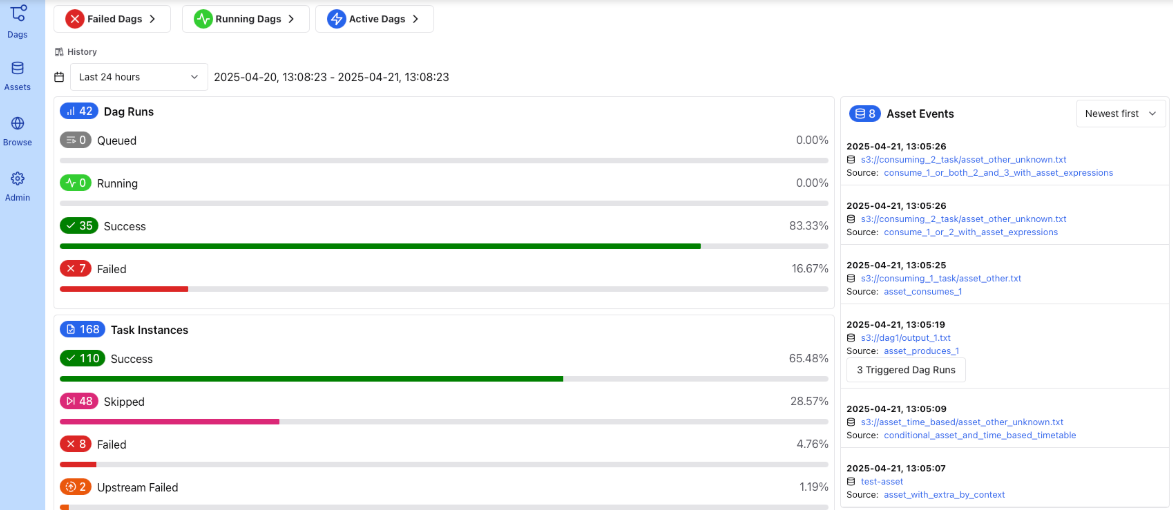 Dags
Assets
Browse
Admin
Failed Dags
Running Dags
Active Dags
History
Last 24 hours
2025-04-20, 13:08:23 - 2025-04-21, 13:08:23
42 Dag Runs
0 Queued 0.00%
0 Running 0.00%
35 Success 83.33%
7 Failed 16.67%
168 Task Instances
110 Success 65.48%
48 Skipped 28.57%
8 Failed 4.76%
2 Upstream Failed 1.19%
8 Asset Events
Newest first
2025-04-21, 13:05:26
s3://consuming_2_task/asset_other_unknown.txt
Source: consume_1_or_both_2_and_3_with_asset_expressions
2025-04-21, 13:05:26
s3://consuming_2_task/asset_other_unknown.txt
Source: consume_1_or_2_with_asset_expressions
2025-04-21, 13:05:25
s3://consuming_1_task/asset_other.txt
Source: asset_consumes_1
2025-04-21, 13:05:19
s3://dag1/output_1.txt
Source: asset_produces_1
3 Triggered Dag Runs
2025-04-21, 13:05:09
s3://asset_time_based/asset_other_unknown.txt
Source: conditional_asset_and_time_based_timetable
2025-04-21, 13:05:07
test-asset
Source: asset_with_extra_by_context